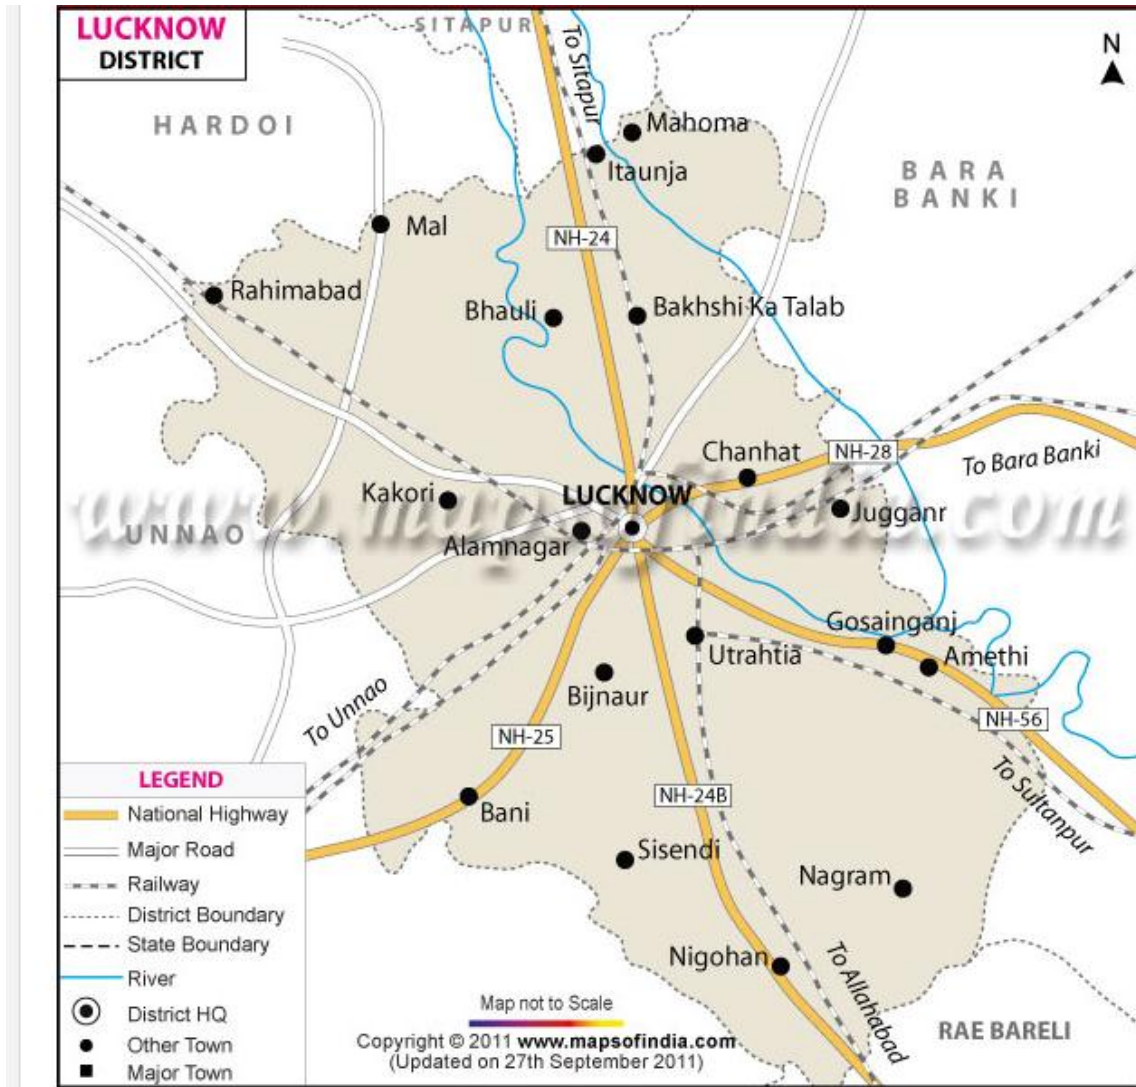 LUCKNOW
DISTRICT
SITAPUR
N
To Sitapur
HARDOI
Mahoma
Itaunja
BARA
BANKI
Mal
NH-24
Rahimabad
Bhauli
Bakhshi Ka Talab
Chanhat
NH-28
To Bara Banki
Kakori
LUCKNOW
www.mapsofindia.com
Jugganr
UNNAO
Alamnagar
Gosainganj
Utrahtia
Amethi
Bijnaur
To Unnao
NH-56
NH-25
To Sultanpur
LEGEND
National Highway
Major Road
Railway
District Boundary
State Boundary
River
District HQ
Other Town
Major Town
NH-24B
Bani
Sisendi
Nagram
Nigohan
To Allahabad
RAE BARELI
Map not to Scale
Copyright © 2011 www.mapsofindia.com
(Updated on 27th September 2011)